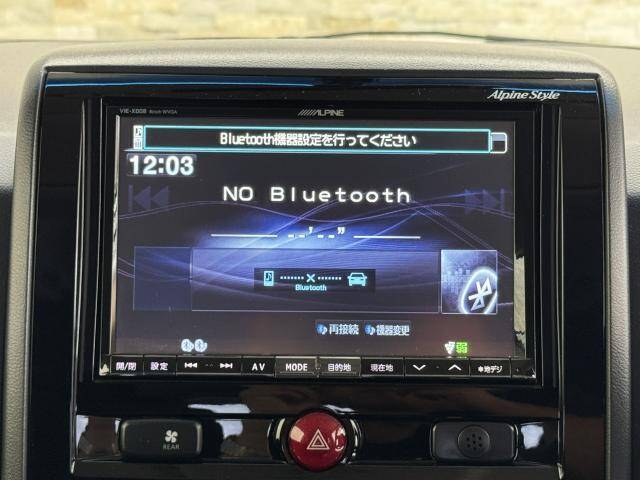 Alpine Style
VIE-X008 8inch WVGA
ALPINE
Bluetooth機器設定を行ってください
12:03
NO Bluetooth
--'--"
Bluetooth
再接続 機器変更
開/閉 設定 AV MODE 目的地 現在地 *地デジ
REAR